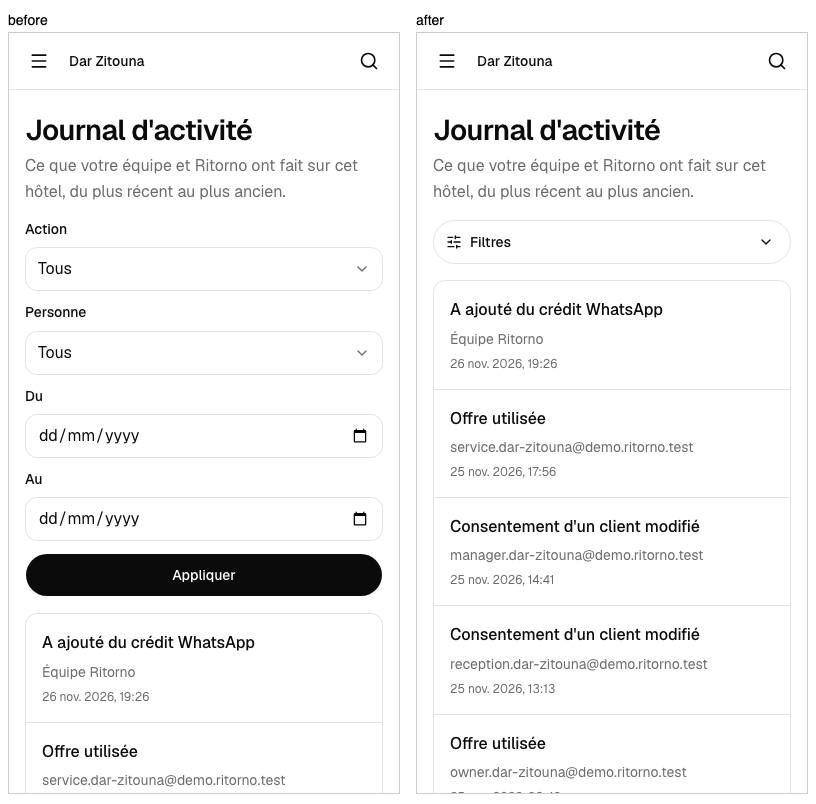 before
Dar Zitouna
Journal d'activité
Ce que votre équipe et Ritorno ont fait sur cet
hôtel, du plus récent au plus ancien.
Action
Tous
Personne
Tous
Du
dd/mm/yyyy
Au
dd/mm/yyyy
Appliquer
A ajouté du crédit WhatsApp
Équipe Ritorno
26 nov. 2026, 19:26
Offre utilisée
service.dar-zitouna@demo.ritorno.test
after
Dar Zitouna
Journal d'activité
Ce que votre équipe et Ritorno ont fait sur cet
hôtel, du plus récent au plus ancien.
Filtres
A ajouté du crédit WhatsApp
Équipe Ritorno
26 nov. 2026, 19:26
Offre utilisée
service.dar-zitouna@demo.ritorno.test
25 nov. 2026, 17:56
Consentement d'un client modifié
manager.dar-zitouna@demo.ritorno.test
25 nov. 2026, 14:41
Consentement d'un client modifié
reception.dar-zitouna@demo.ritorno.test
25 nov. 2026, 13:13
Offre utilisée
owner.dar-zitouna@demo.ritorno.test